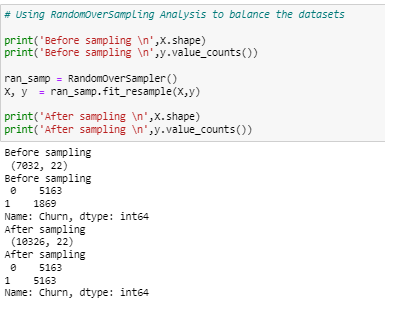 # Using RandomOverSampling Analysis to balance the datasets
print('Before sampling \n',X.shape)
print('Before sampling \n',y.value_counts())
ran_samp = RandomOverSampler()
X, y  = ran_samp.fit_resample(X,y)
print('After sampling \n',X.shape)
print('After sampling \n',y.value_counts())
Before sampling
 (7032, 22)
Before sampling
 0    5163
1    1869
Name: Churn, dtype: int64
After sampling
 (10326, 22)
After sampling
 0    5163
1    5163
Name: Churn, dtype: int64